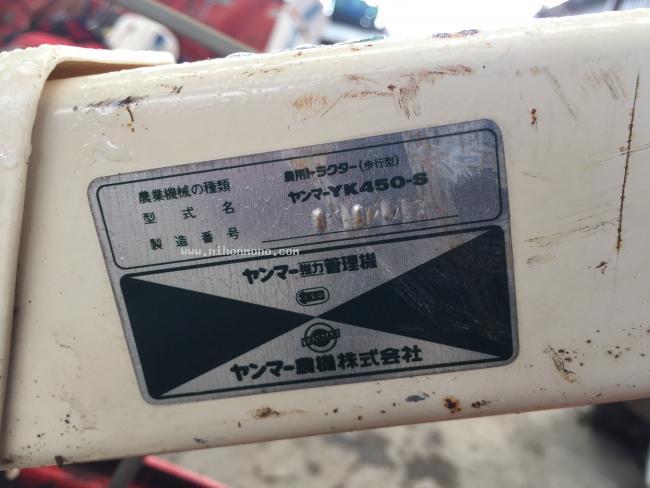 農業機械の種類 農用トラクター(歩行型)
型式名 ヤンマーYK450-S
製造番号
www.nihonmono.com
ヤンマー強力管理機
YANMAR
ヤンマー農機株式会社